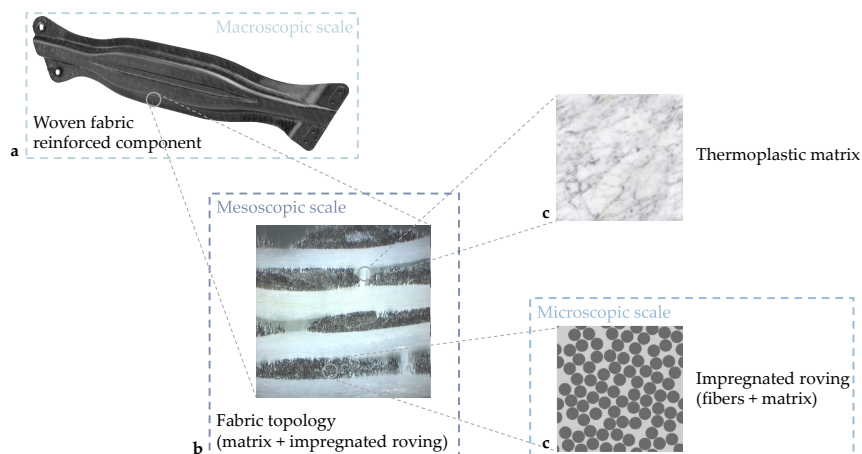 Macroscopic scale
Woven fabric
reinforced component
a
Thermoplastic matrix
c
Mesoscopic scale
Fabric topology
(matrix + impregnated roving)
b
Microscopic scale
Impregnated roving
(fibers + matrix)
c